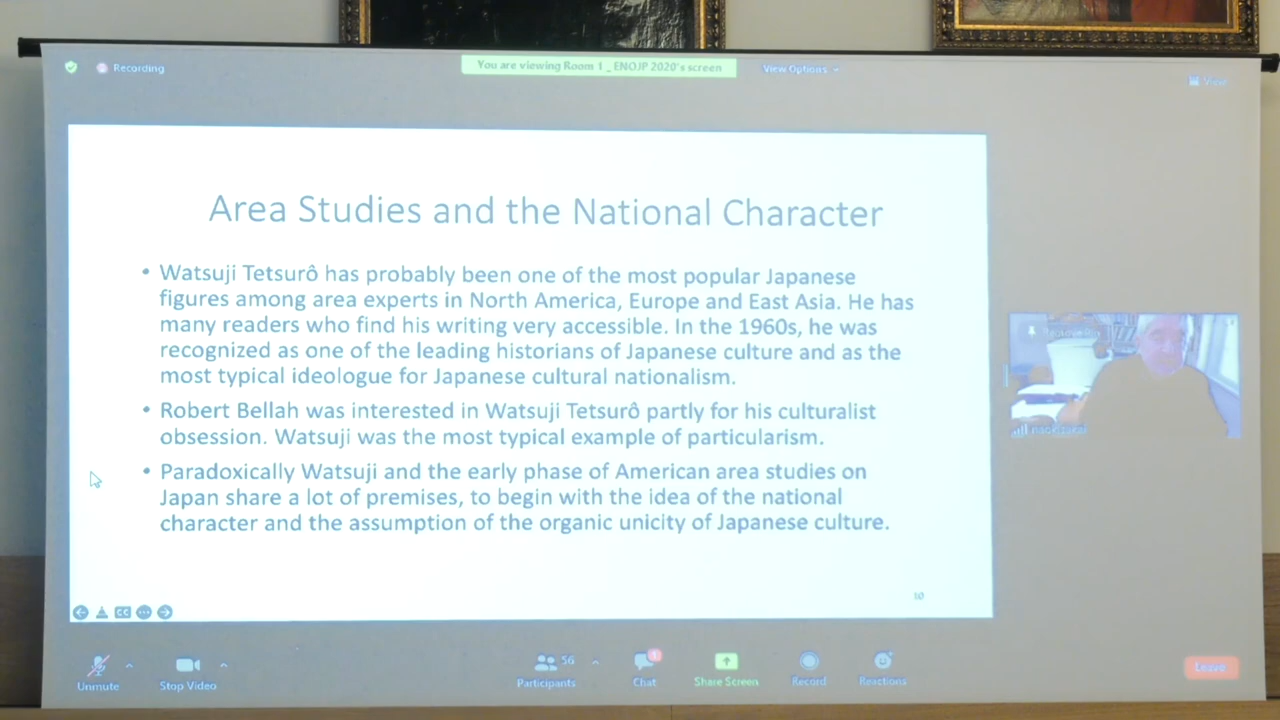 Recording
You are viewing Room 1 _ ENOJP 2020's screen
View Options
View
Area Studies and the National Character
• Watsuji Tetsurô has probably been one of the most popular Japanese
figures among area experts in North America, Europe and East Asia. He has
many readers who find his writing very accessible. In the 1960s, he was
recognized as one of the leading historians of Japanese culture and as the
most typical ideologue for Japanese cultural nationalism.
• Robert Bellah was interested in Watsuji Tetsurô partly for his culturalist
obsession. Watsuji was the most typical example of particularism.
• Paradoxically Watsuji and the early phase of American area studies on
Japan share a lot of premises, to begin with the idea of the national
character and the assumption of the organic unicity of Japanese culture.
10
CC
Unmute
Stop Video
56
Participants
1
Chat
Share Screen
Record
Reactions
Leave